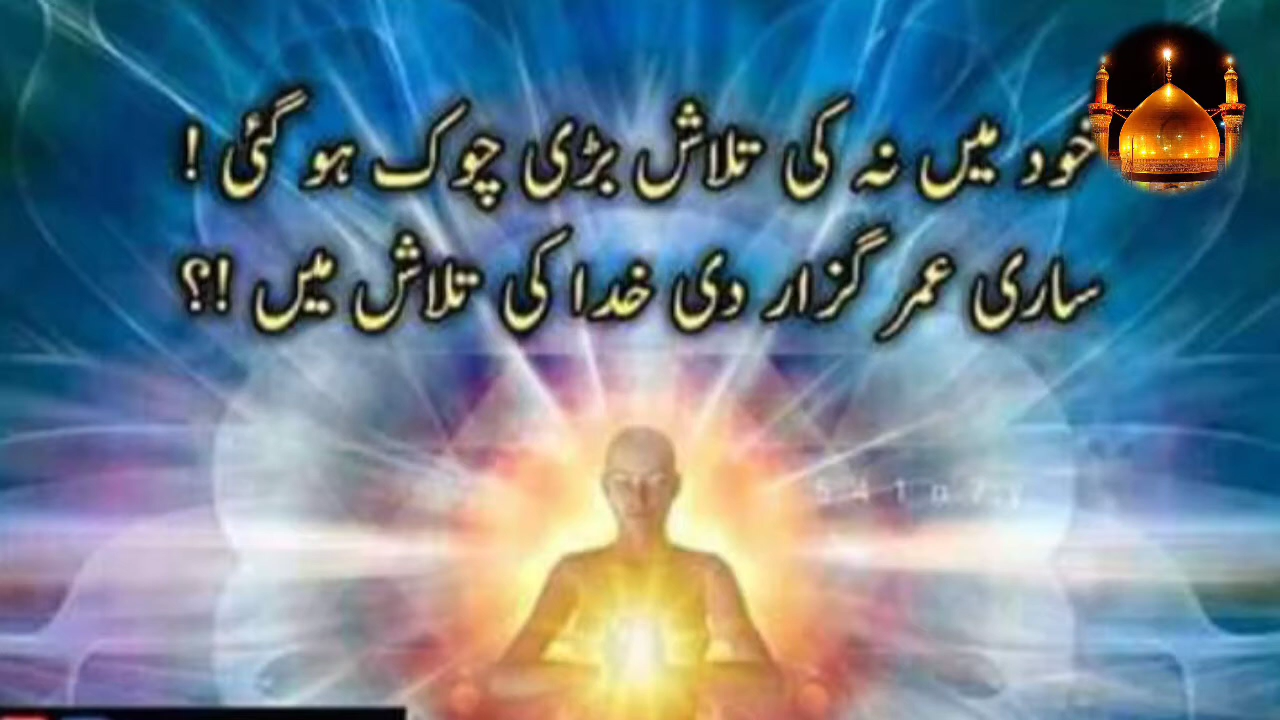 خود میں نہ کی تلاش بڑی چوک ہو گئی !
ساری عمر گزار دی خدا کی تلاش میں !؟